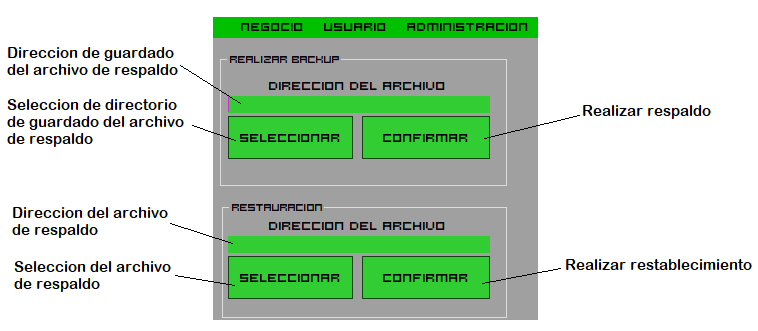 NEGOCIO USUARIO ADMINISTRACION
Direccion de guardado
del archivo de respaldo
REALIZAR BACKUP
DIRECCION DEL ARCHIVO
Seleccion de directorio
de guardado del archivo
de respaldo
SELECCIONAR CONFIRMAR
Realizar respaldo
RESTAURACION
Direccion del archivo
de respaldo
DIRECCION DEL ARCHIVO
Seleccion del archivo
de respaldo
SELECCIONAR CONFIRMAR
Realizar restablecimiento